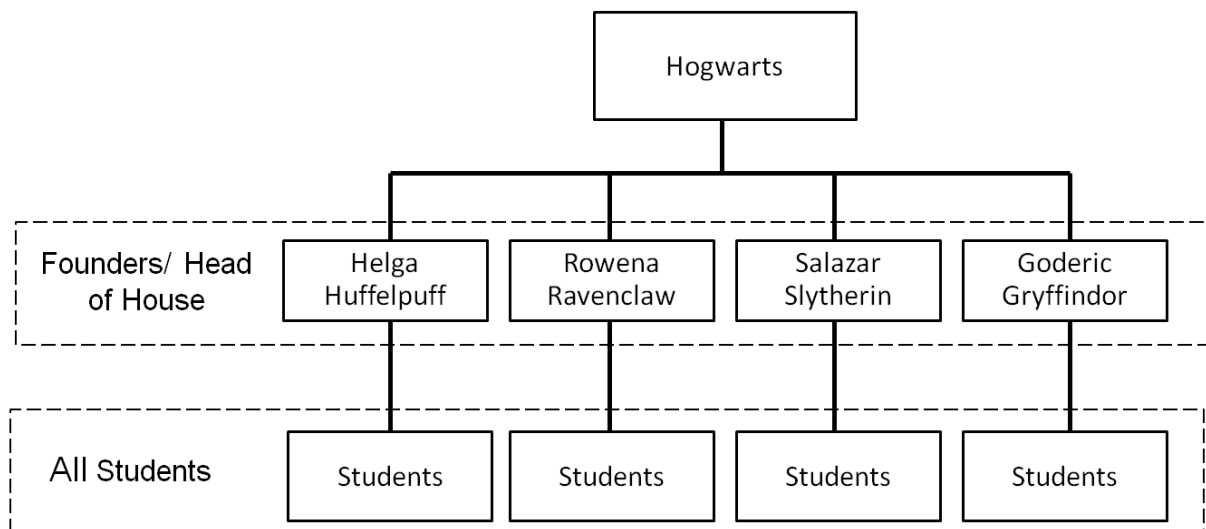 Hogwarts
Founders/ Head
of House
Helga
Huffelpuff
Rowena
Ravenclaw
Salazar
Slytherin
Goderic
Gryffindor
All Students
Students
Students
Students
Students